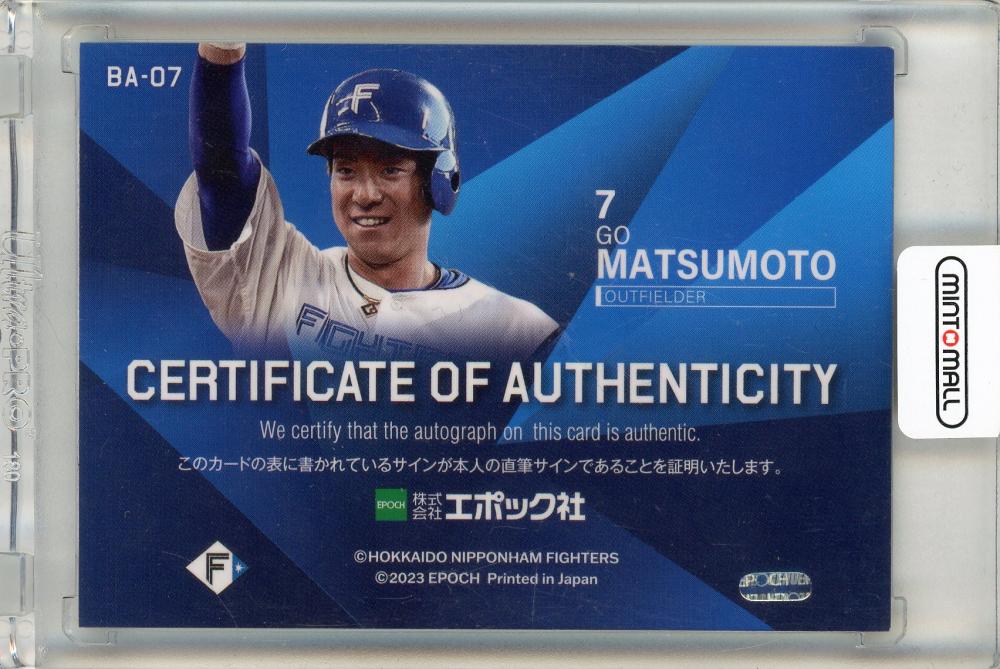 BA-07
F
7
GO
MATSUMOTO
OUTFIELDER
FIGHTE
CERTIFICATE OF AUTHENTICITY
We certify that the autograph on this card is authentic.
このカードの表に書かれているサインが本人の直筆サインであることを証明いたします。
EPOCH 株式会社エポック社
F
©HOKKAIDO NIPPONHAM FIGHTERS
©2023 EPOCH Printed in Japan
MINT MALL
UltraPRO
180